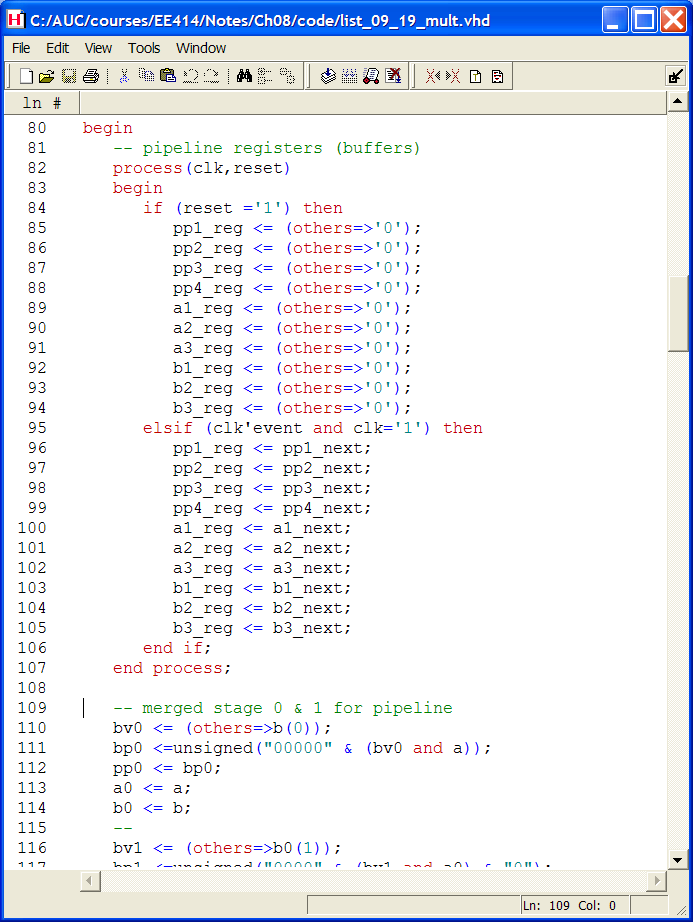 C:/AUC/courses/EE414/Notes/Ch08/code/list_09_19_mult.vhd
File Edit View Tools Window
ln #
80 begin
81 -- pipeline registers (buffers)
82 process(clk,reset)
83 begin
84 if (reset ='1') then
85 pp1_reg <= (others=>'0');
86 pp2_reg <= (others=>'0');
87 pp3_reg <= (others=>'0');
88 pp4_reg <= (others=>'0');
89 a1_reg <= (others=>'0');
90 a2_reg <= (others=>'0');
91 a3_reg <= (others=>'0');
92 b1_reg <= (others=>'0');
93 b2_reg <= (others=>'0');
94 b3_reg <= (others=>'0');
95 elsif (clk'event and clk='1') then
96 pp1_reg <= pp1_next;
97 pp2_reg <= pp2_next;
98 pp3_reg <= pp3_next;
99 pp4_reg <= pp4_next;
100 a1_reg <= a1_next;
101 a2_reg <= a2_next;
102 a3_reg <= a3_next;
103 b1_reg <= b1_next;
104 b2_reg <= b2_next;
105 b3_reg <= b3_next;
106 end if;
107 end process;
108
109 -- merged stage 0 & 1 for pipeline
110 bv0 <= (others=>b(0));
111 bp0 <=unsigned("00000" & (bv0 and a));
112 pp0 <= bp0;
113 a0 <= a;
114 b0 <= b;
115 --
116 bv1 <= (others=>b0(1));
117 bp1 <=unsigned("0000" & (bv1 and a0) & "0");
Ln: 109 Col: 0